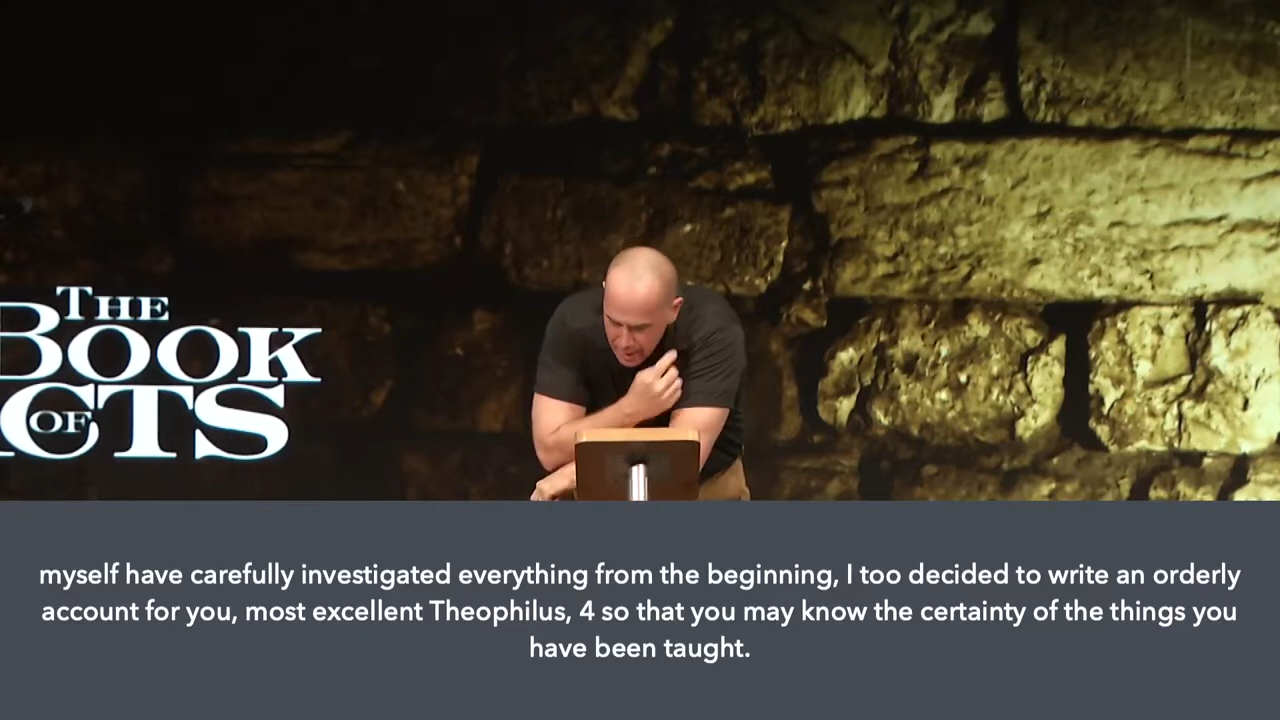 THE
BOOK
OF
CTS
myself have carefully investigated everything from the beginning, I too decided to write an orderly
account for you, most excellent Theophilus, 4 so that you may know the certainty of the things you
have been taught.